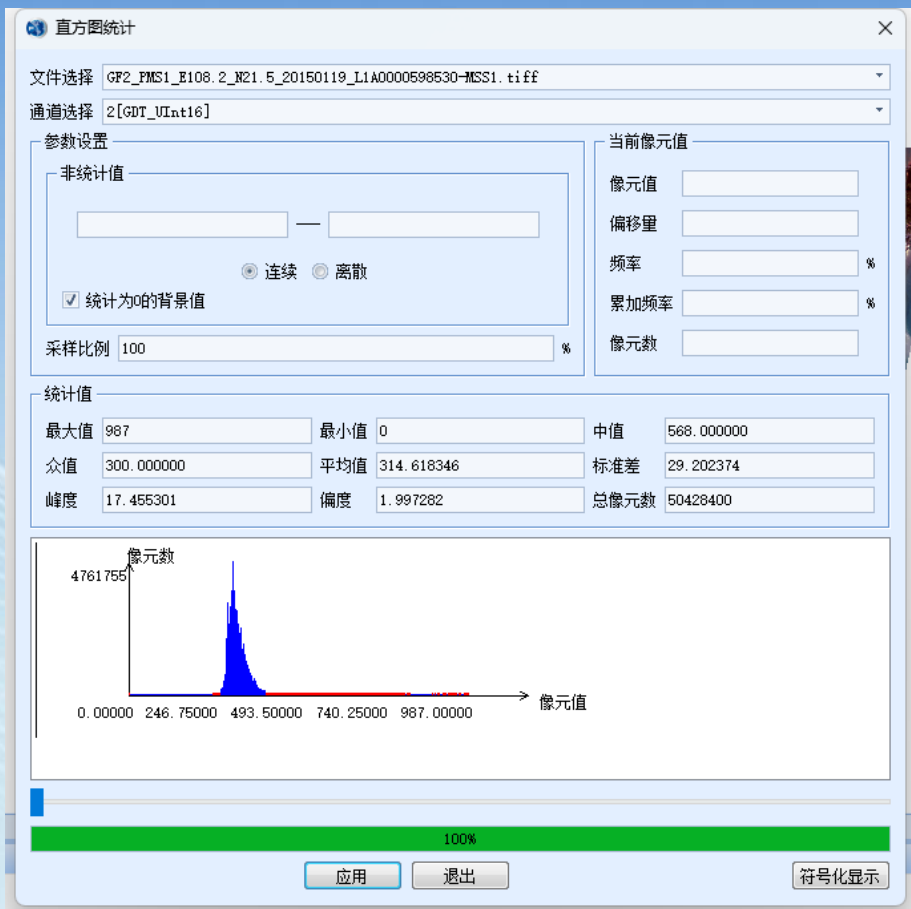 直方图统计
文件选择 GF2_PMS1_E108.2_N21.5_20150119_L1A0000598530-MSS1.tiff
通道选择 2[GDT_UInt16]
参数设置
非统计值
—
连续 离散
统计为0的背景值
采样比例 100 %
当前像元值
像元值
偏移量
频率 %
累加频率 %
像元数
统计值
最大值 987 最小值 0 中值 568.000000
众值 300.000000 平均值 314.618346 标准差 29.202374
峰度 17.455301 偏度 1.997282 总像元数 50428400
像元数
4761755
像元值
0.00000 246.75000 493.50000 740.25000 987.00000
100%
应用 退出 符号化显示